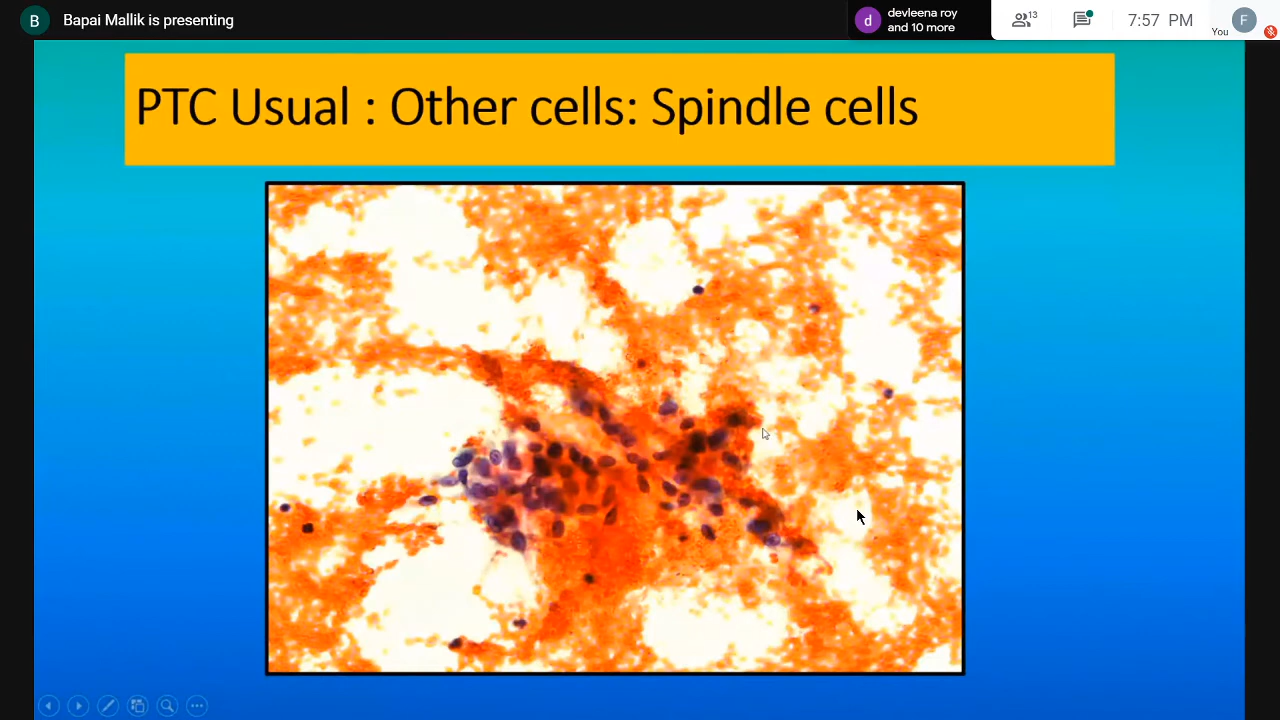 B Bapai Mallik is presenting
d devleena roy
and 10 more
13
7:57 PM
You
F
PTC Usual : Other cells: Spindle cells